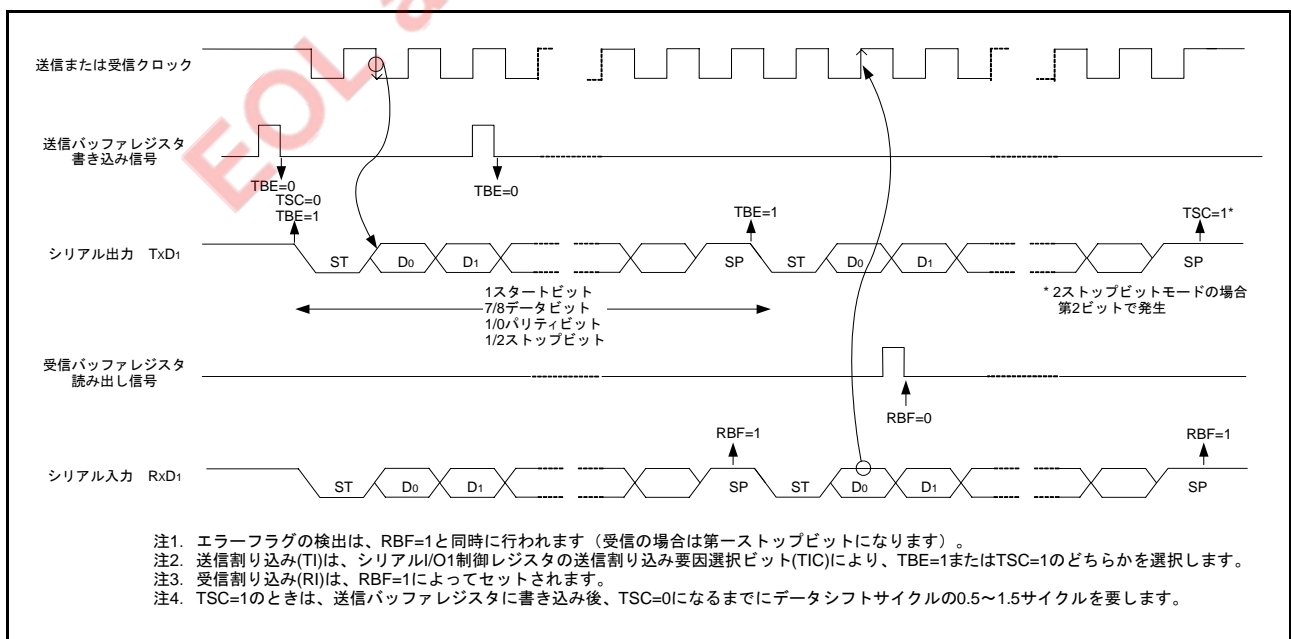 EOL a
送信または受信クロック
送信バッファレジスタ
書き込み信号
TBE=0
TSC=0
TBE=1
TBE=0
TBE=1
TSC=1*
シリアル出力 TxD1
ST
D0
D1
SP
ST
D0
D1
SP
1スタートビット
7/8データビット
1/0パリティビット
1/2ストップビット
* 2ストップビットモードの場合
第2ビットで発生
受信バッファレジスタ
読み出し信号
RBF=0
RBF=1
RBF=1
シリアル入力 RxD1
ST
D0
D1
SP
ST
D0
D1
SP
注1. エラーフラグの検出は、RBF=1と同時に行われます（受信の場合は第一ストップビットになります）。
注2. 送信割り込み(TI)は、シリアルI/O1制御レジスタの送信割り込み要因選択ビット(TIC)により、TBE=1またはTSC=1のどちらかを選択します。
注3. 受信割り込み(RI)は、RBF=1によってセットされます。
注4. TSC=1のときは、送信バッファレジスタに書き込み後、TSC=0になるまでにデータシフトサイクルの0.5～1.5サイクルを要します。